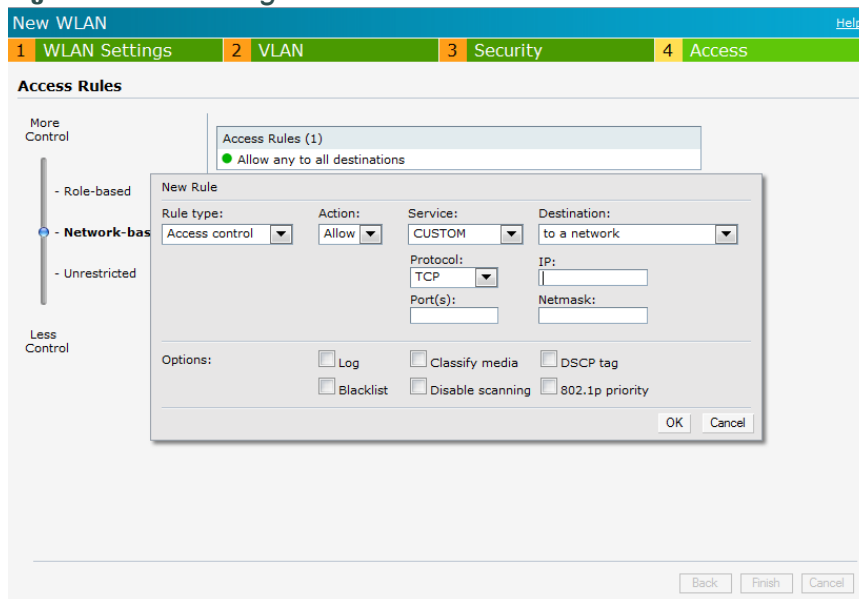 New WLAN Help
1 WLAN Settings 2 VLAN 3 Security 4 Access
Access Rules
More
Control
- Role-based
- Network-bas
- Unrestricted
Less
Control
Access Rules (1)
Allow any to all destinations
New Rule
Rule type: Action: Service: Destination:
Access control Allow CUSTOM to a network
Protocol: IP:
TCP
Port(s): Netmask:
Options: Log Classify media DSCP tag
Blacklist Disable scanning 802.1p priority
OK Cancel
Back Finish Cancel